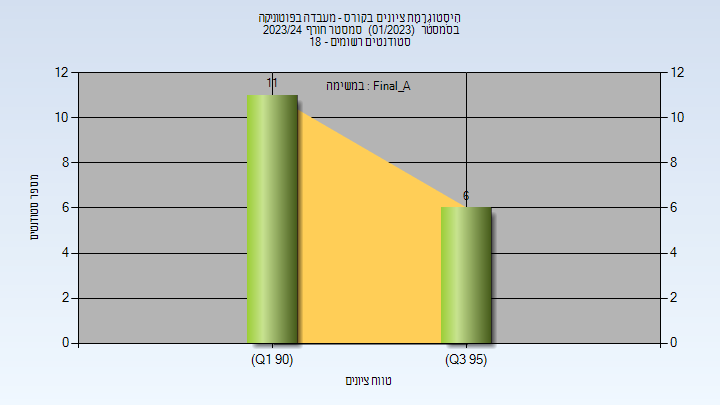 היסטוגרמת ציונים בקורס - מעבדה בפוטוניקה
בסמסטר (01/2023) סמסטר חורף 2023/24
סטודנטים רשומים - 18
במשימה : Final_A
12 12
11
10 10
8 8
6
6 6
4 4
2 2
0 0
מספר סטודנטים
(Q1 90) (Q3 95)
טווח ציונים